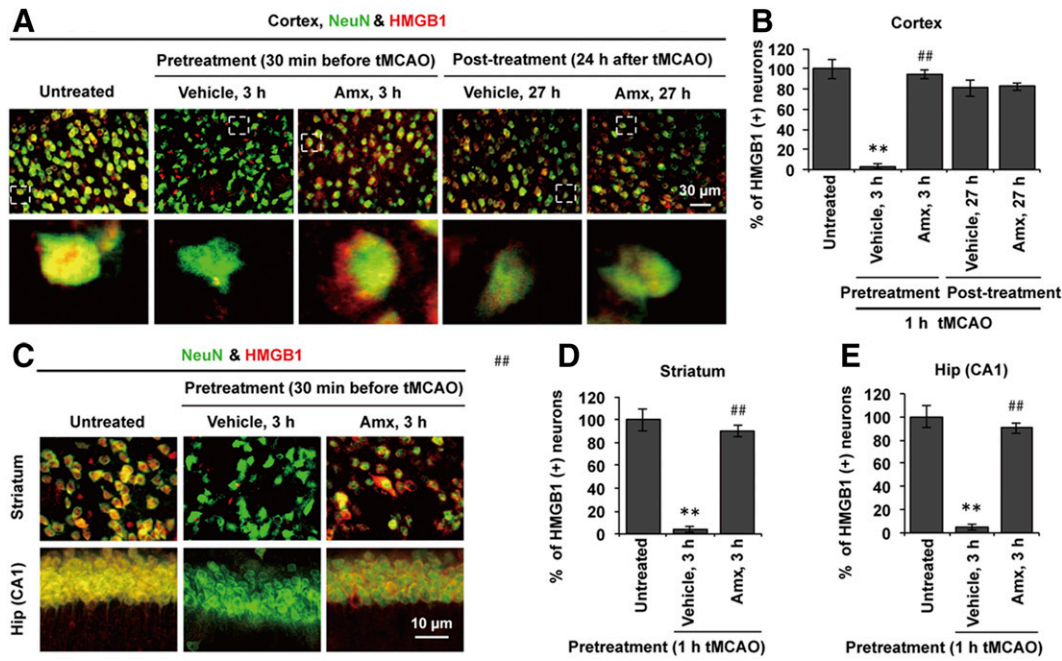 A
Cortex, NeuN & HMGB1
Pretreatment (30 min before tMCAO)
Post-treatment (24 h after tMCAO)
Untreated
Vehicle, 3 h
Amx, 3 h
Vehicle, 27 h
Amx, 27 h
30 μm
B
Cortex
% of HMGB1 (+) neurons
120
100
80
60
40
20
0
**
##
Untreated
Vehicle, 3 h
Amx, 3 h
Vehicle, 27 h
Amx, 27 h
Pretreatment
Post-treatment
1 h tMCAO
C
NeuN & HMGB1
##
Pretreatment (30 min before tMCAO)
Untreated
Vehicle, 3 h
Amx, 3 h
Striatum
Hip (CA1)
10 μm
D
Striatum
% of HMGB1 (+) neurons
120
100
80
60
40
20
0
**
##
Untreated
Vehicle, 3 h
Amx, 3 h
Pretreatment (1 h tMCAO)
E
Hip (CA1)
% of HMGB1 (+) neurons
120
100
80
60
40
20
0
**
##
Untreated
Vehicle, 3 h
Amx, 3 h
Pretreatment (1 h tMCAO)